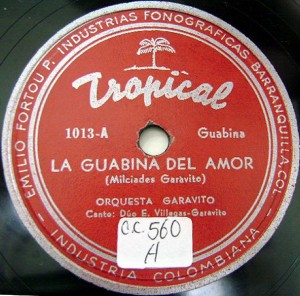 EMILIO FORTOU P. INDUSTRIAS FONOGRAFICAS BARRANQUILLA, COL.
Tropical
1013-A
Guabina
LA GUABINA DEL AMOR
(Milciades Garavito)
ORQUESTA GARAVITO
Canto: Dúo E. Villegas-Garavito
C.C. 560
A
INDUSTRIA COLOMBIANA